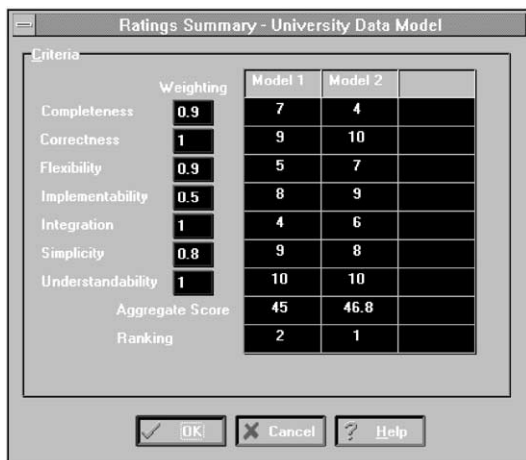 Ratings Summary - University Data Model
Criteria
Weighting Model 1 Model 2
Completeness 0.9 7 4
Correctness 1 9 10
Flexibility 0.9 5 7
Implementability 0.5 8 9
Integration 1 4 6
Simplicity 0.8 9 8
Understandability 1 10 10
Aggregate Score 45 46.8
Ranking 2 1
OK Cancel ? Help